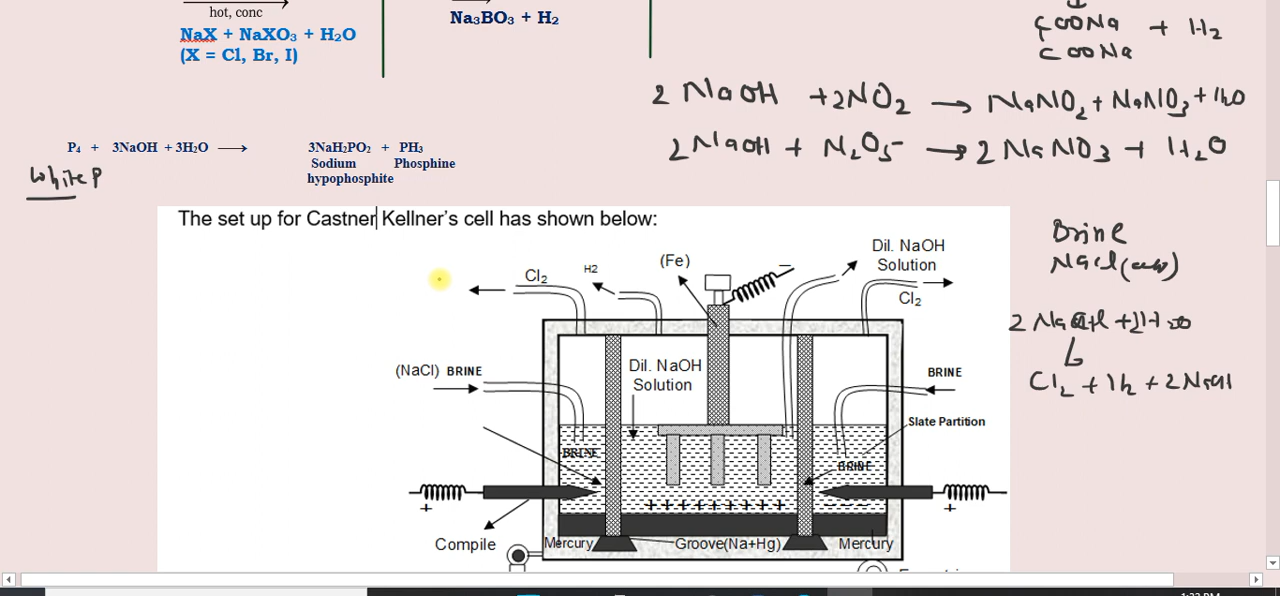 hot, conc
NaX + NaXO₃ + H₂O
(X = Cl, Br, I)
Na₃BO₃ + H₂
COONa + H₂
COONa
2 NaOH + 2NO₂ → NaNO₂ + NaNO₃ + H₂O
2 NaOH + N₂O₅ → 2 NaNO₃ + H₂O
P₄ + 3NaOH + 3H₂O → 3NaH₂PO₂ + PH₃
Sodium Phosphine
hypophosphite
White P
The set up for Castner Kellner's cell has shown below:
Brine
NaCl (aq)
Cl₂ + H₂ + 2 NaOH
Cl₂
H2
(Fe)
−
Dil. NaOH
Solution
Cl₂
(NaCl) BRINE
Dil. NaOH
Solution
BRINE
Slate Partition
BRINE
BRINE
+ + + + + + + +
− − −
+
+
Compile
Mercury
Groove(Na+Hg)
Mercury